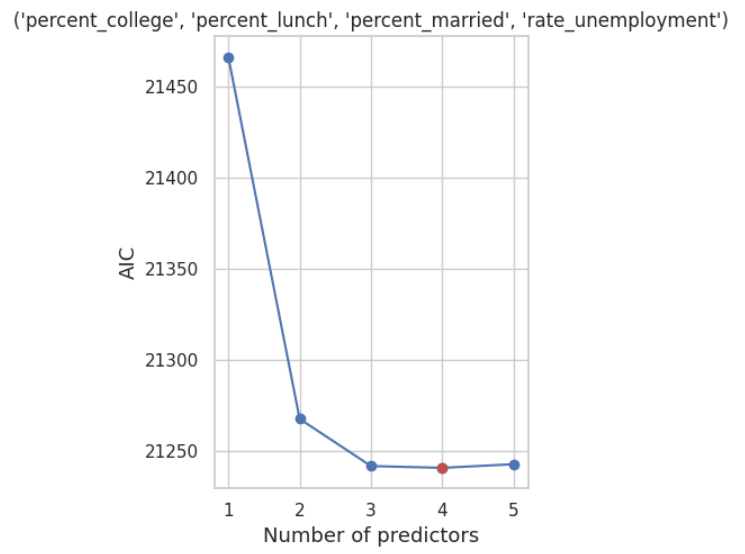 ('percent_college', 'percent_lunch', 'percent_married', 'rate_unemployment')
21450
21400
21350
21300
21250
AIC
1 2 3 4 5
Number of predictors